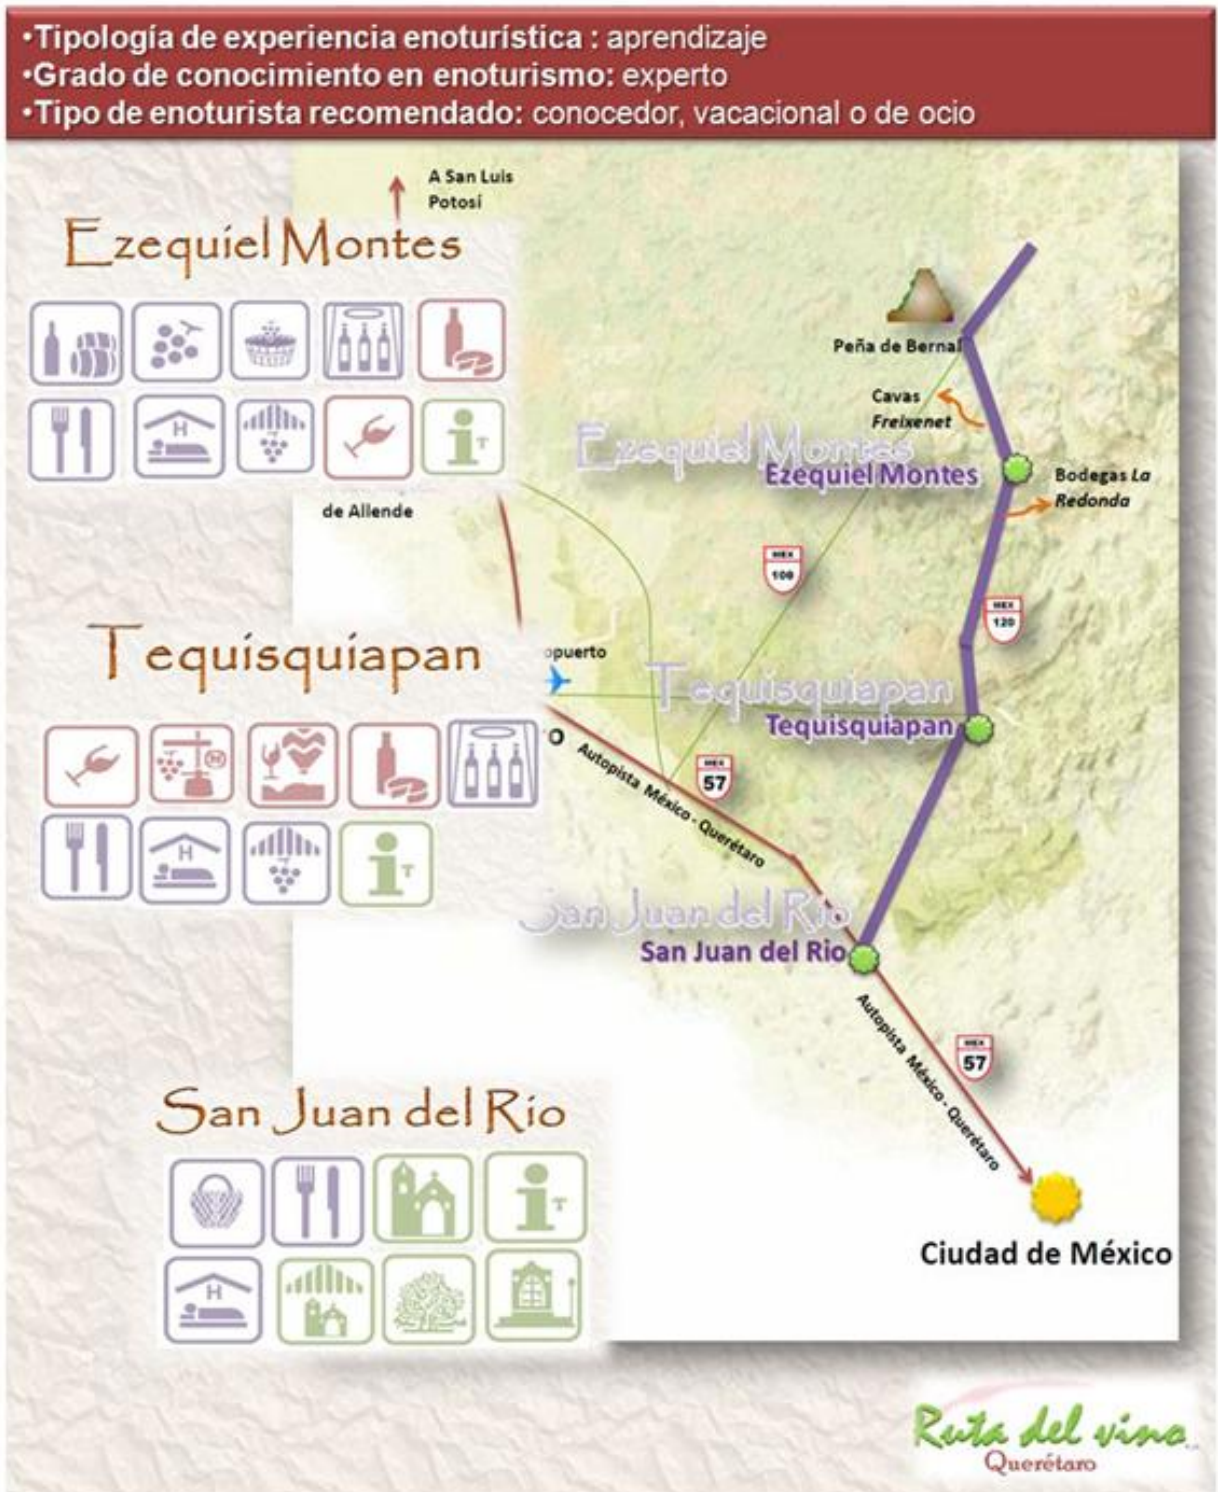 •Tipología de experiencia enoturística : aprendizaje
•Grado de conocimiento en enoturismo: experto
•Tipo de enoturista recomendado: conocedor, vacacional o de ocio
A San Luis
Potosí
Ezequiel Montes
H
i T
Peña de Bernal
Cavas
Freixenet
Ezequiel Montes
Ezequiel Montes
Bodegas La
Redonda
de Allende
MEX
100
MEX
120
Tequisquiapan
opuerto
Tequisquiapan
Tequisquiapan
M
H
i T
O
Autopista México - Querétaro
MEX
57
San Juan del Rio
San Juan del Rio
Autopista México - Querétaro
MEX
57
San Juan del Rio
i T
H
Ciudad de México
Ruta del vino
Querétaro